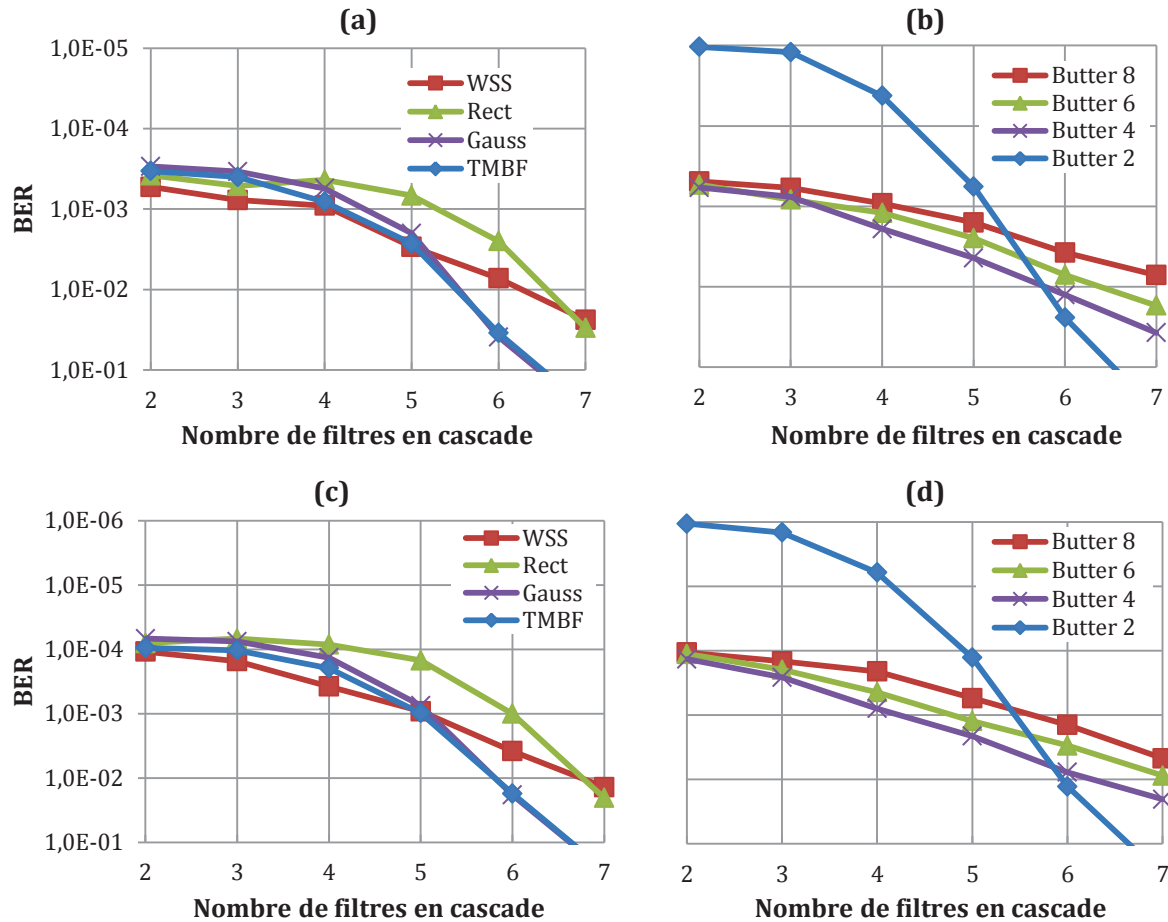 (a)
1,0E-05
1,0E-04
1,0E-03
1,0E-02
1,0E-01
BER
WSS
Rect
Gauss
TMBF
2 3 4 5 6 7
Nombre de filtres en cascade
(b)
Butter 8
Butter 6
Butter 4
Butter 2
2 3 4 5 6 7
Nombre de filtres en cascade
(c)
1,0E-06
1,0E-05
1,0E-04
1,0E-03
1,0E-02
1,0E-01
BER
WSS
Rect
Gauss
TMBF
2 3 4 5 6 7
Nombre de filtres en cascade
(d)
Butter 8
Butter 6
Butter 4
Butter 2
2 3 4 5 6 7
Nombre de filtres en cascade